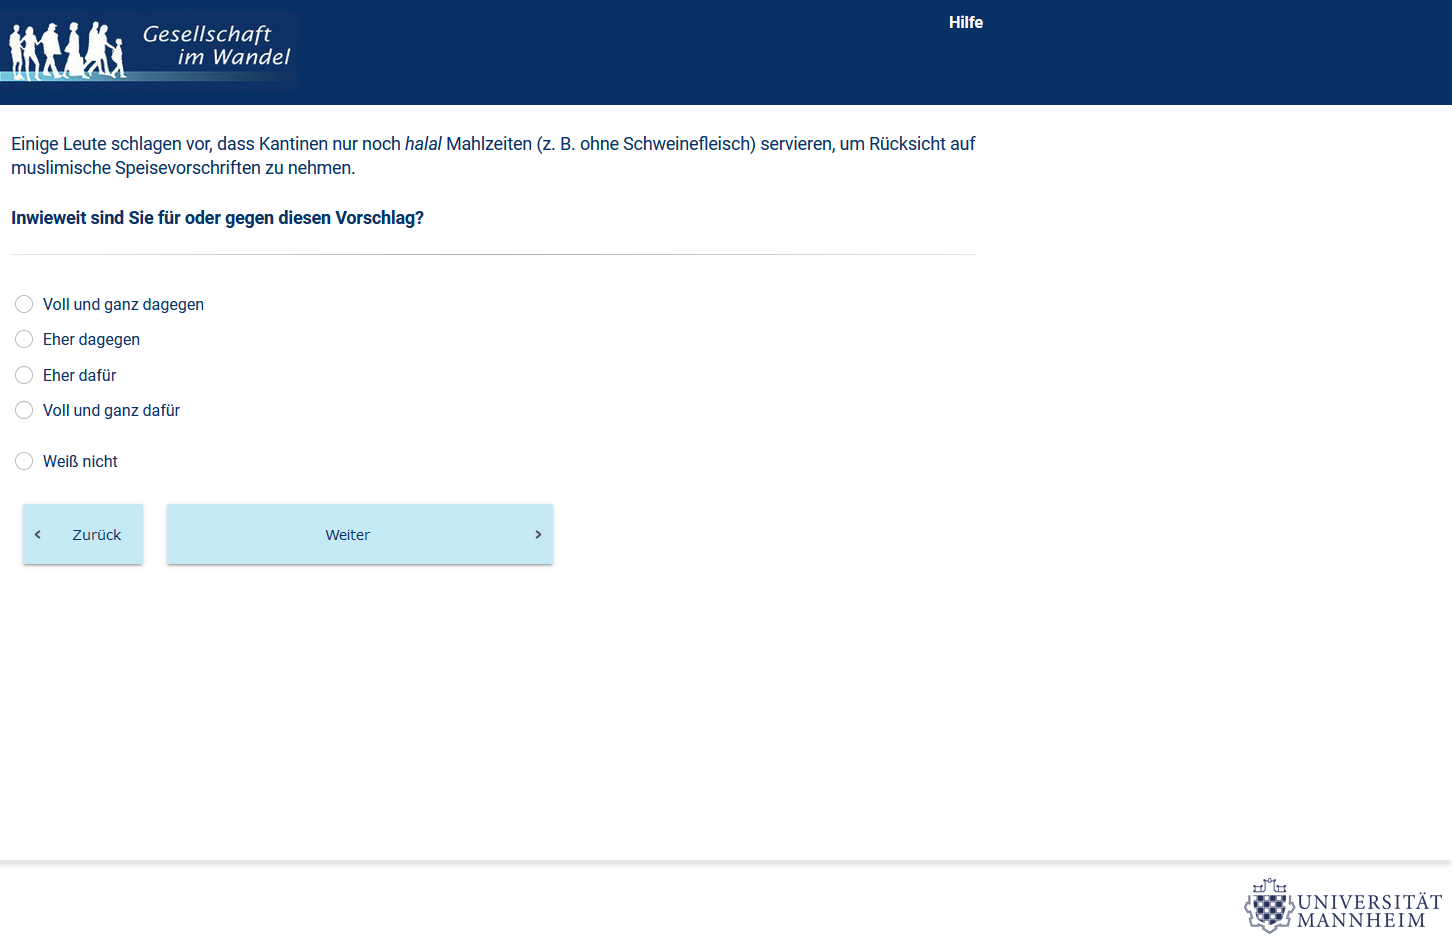 Gesellschaft
im Wandel
Hilfe
Einige Leute schlagen vor, dass Kantinen nur noch halal Mahlzeiten (z. B. ohne Schweinefleisch) servieren, um Rücksicht auf
muslimische Speisevorschriften zu nehmen.
Inwieweit sind Sie für oder gegen diesen Vorschlag?
Voll und ganz dagegen
Eher dagegen
Eher dafür
Voll und ganz dafür
Weiß nicht
Zurück
Weiter
UNIVERSITÄT
MANNHEIM